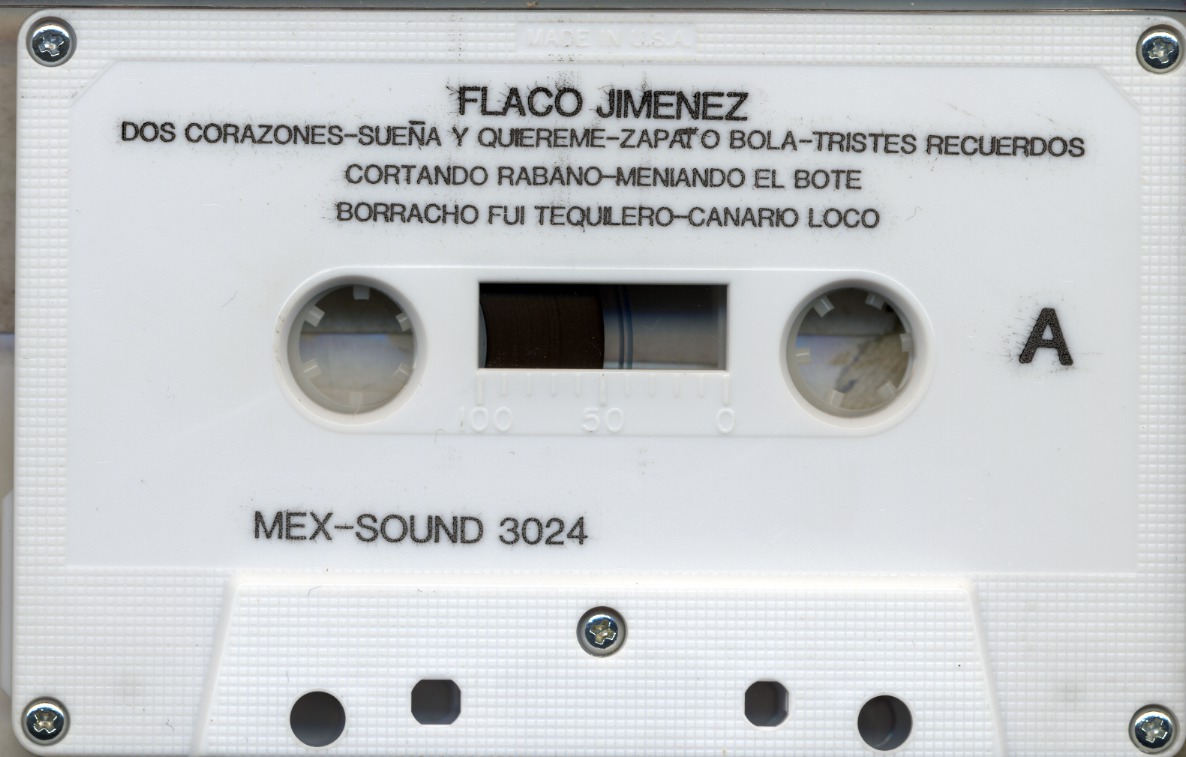 MADE IN U.S.A.
FLACO JIMENEZ
DOS CORAZONES-SUEÑA Y QUIEREME-ZAPATO BOLA-TRISTES RECUERDOS
CORTANDO RABANO-MENIANDO EL BOTE
BORRACHO FUI TEQUILERO-CANARIO LOCO
A
100 50 0
MEX-SOUND 3024